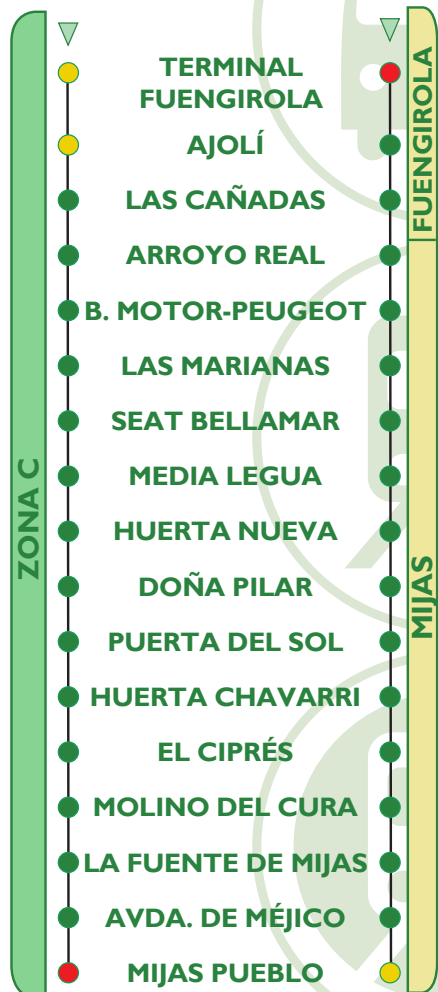 ZONA C
TERMINAL
FUENGIROLA
AJOLÍ
LAS CAÑADAS
ARROYO REAL
B. MOTOR-PEUGEOT
LAS MARIANAS
SEAT BELLAMAR
MEDIA LEGUA
HUERTA NUEVA
DOÑA PILAR
PUERTA DEL SOL
HUERTA CHAVARRI
EL CIPRÉS
MOLINO DEL CURA
LA FUENTE DE MIJAS
AVDA. DE MÉJICO
MIJAS PUEBLO
FUENGIROLA
MIJAS